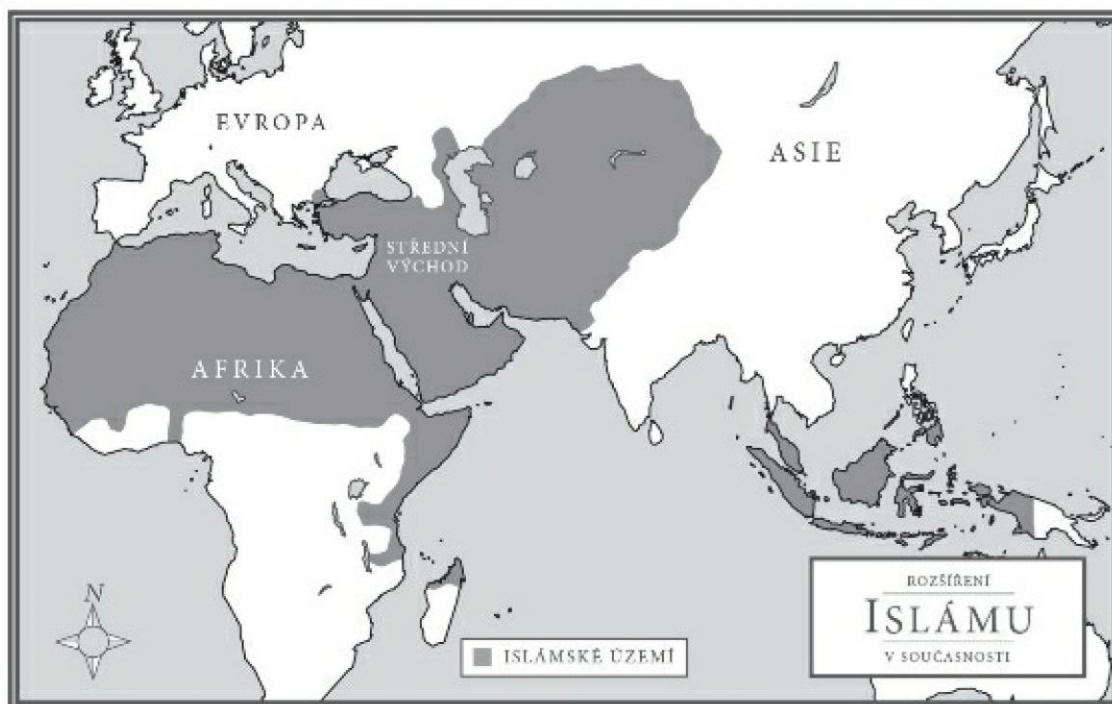 EVROPA
ASIE
STŘEDNÍ
VÝCHOD
AFRIKA
N
ISLÁMSKÉ ÚZEMÍ
ROZŠÍŘENÍ
ISLÁMU
V SOUČASNOSTI